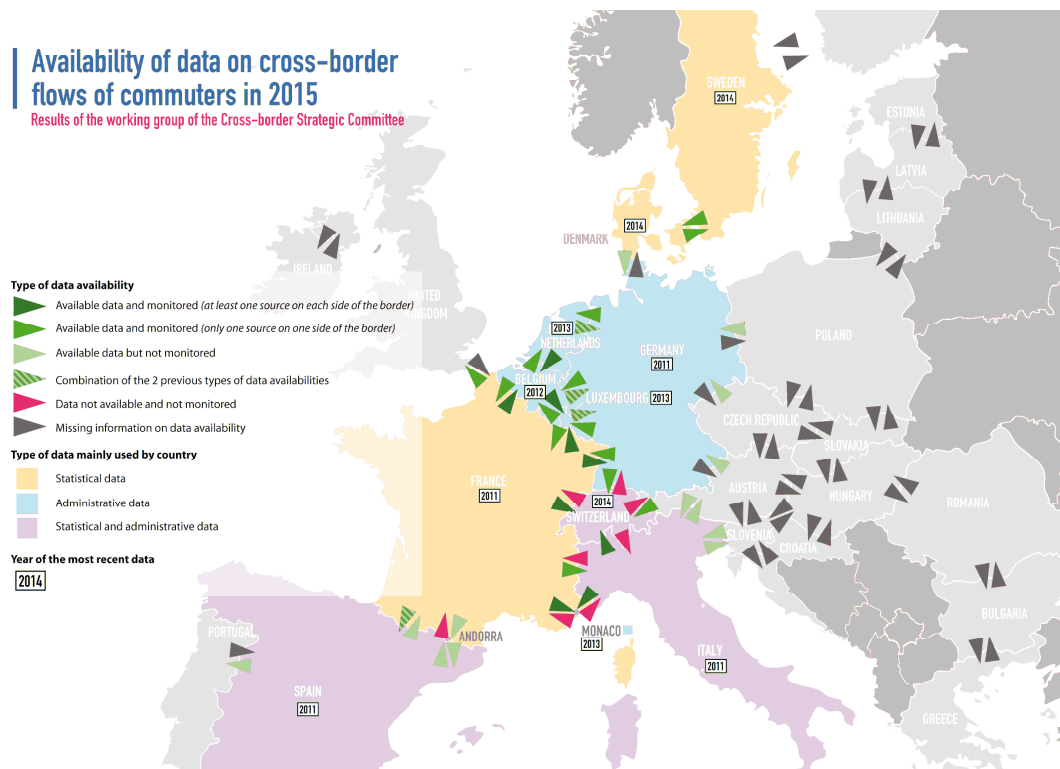 Availability of data on cross-border
flows of commuters in 2015
Results of the working group of the Cross-border Strategic Committee
Type of data availability
Available data and monitored (at least one source on each side of the border)
Available data and monitored (only one source on one side of the border)
Available data but not monitored
Combination of the 2 previous types of data availabilities
Data not available and not monitored
Missing information on data availability
Type of data mainly used by country
Statistical data
Administrative data
Statistical and administrative data
Year of the most recent data
2014
SWEDEN
2014
ESTONIA
LATVIA
LITHUANIA
DENMARK
2014
IRELAND
UNITED
KINGDOM
2013
NETHERLANDS
GERMANY
2011
POLAND
BELGIUM
2012
LUXEMBOURG
2013
CZECH REPUBLIC
SLOVAKIA
FRANCE
2011
AUSTRIA
HUNGARY
ROMANIA
2014
SWITZERLAND
SLOVENIA
CROATIA
BULGARIA
PORTUGAL
ANDORRA
MONACO
2013
ITALY
2011
SPAIN
2011
GREECE